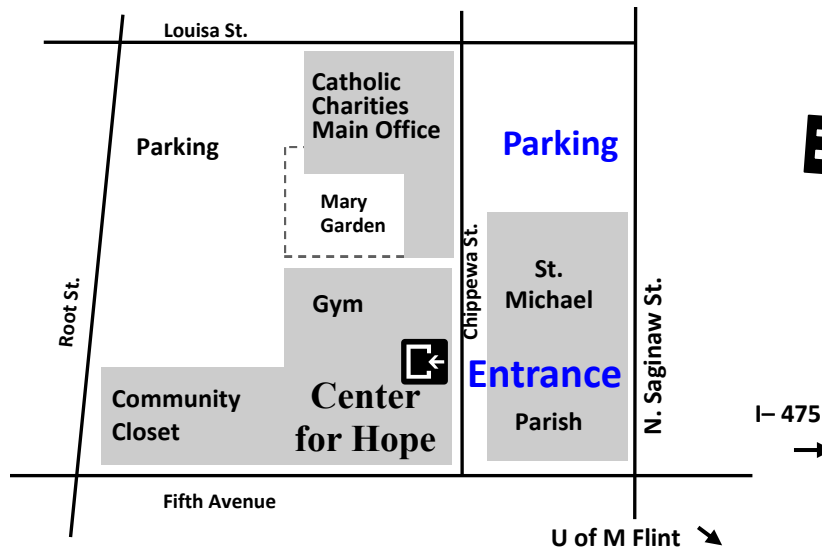 Louisa St.
Catholic
Charities
Main Office
Parking
Parking
Mary
Garden
Chippewa St.
St.
Michael
Root St.
Gym
N. Saginaw St.
Entrance
Community
Closet
Center
for Hope
Parish
I– 475
Fifth Avenue
U of M Flint